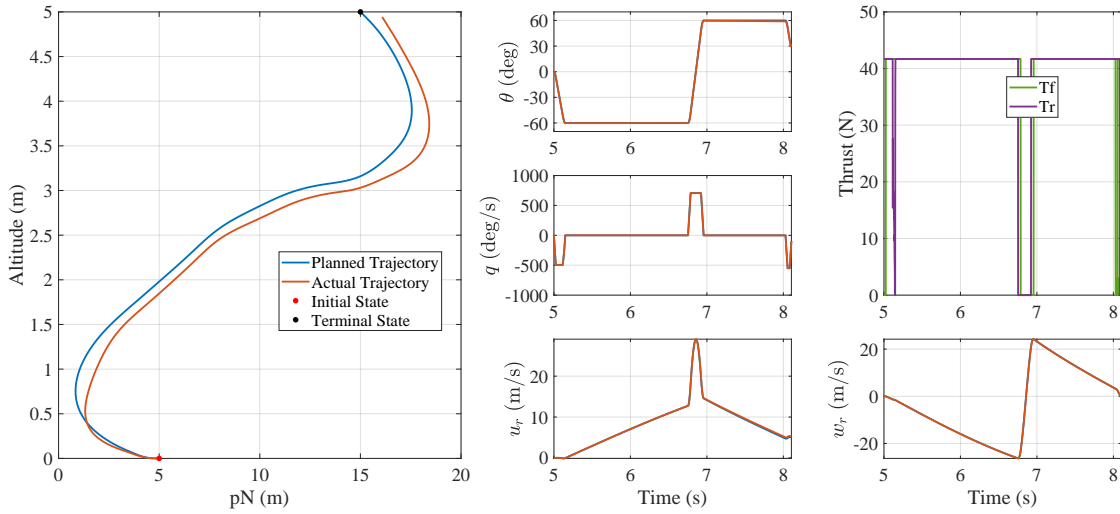 5
4.5
4
3.5
3
2.5
2
1.5
1
0.5
0
Altitude (m)
0 5 10 15 20
pN (m)
Planned Trajectory
Actual Trajectory
Initial State
Terminal State
60
30
0
-30
-60
θ (deg)
5 6 7 8
1000
500
0
-500
-1000
q (deg/s)
5 6 7 8
20
10
0
u_r (m/s)
5 6 7 8
Time (s)
50
40
30
20
10
0
Thrust (N)
Tf
Tr
5 6 7 8
20
0
-20
w_r (m/s)
5 6 7 8
Time (s)